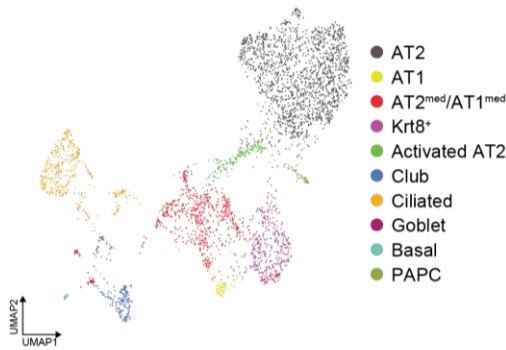 AT2
AT1
AT2ᵐᵉᵈ/AT1ᵐᵉᵈ
Krt8⁺
Activated AT2
Club
Ciliated
Goblet
Basal
PAPC
UMAP2
UMAP1